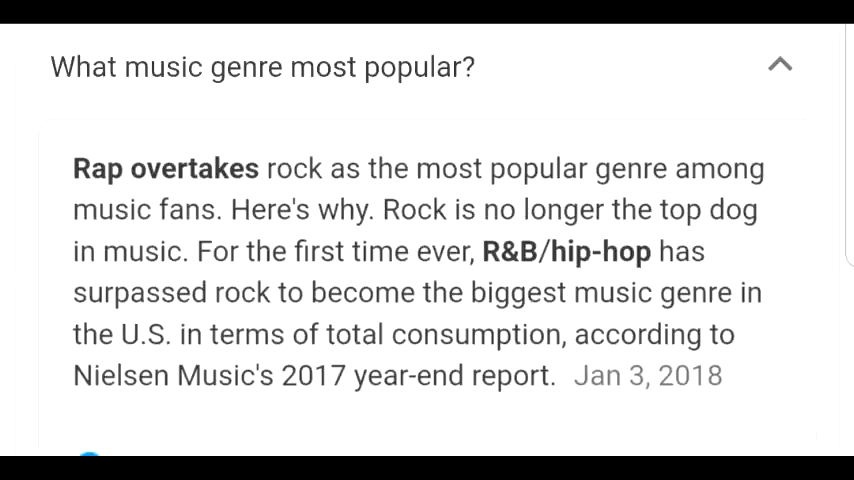 What music genre most popular?
Rap overtakes rock as the most popular genre among
music fans. Here's why. Rock is no longer the top dog
in music. For the first time ever, R&B/hip-hop has
surpassed rock to become the biggest music genre in
the U.S. in terms of total consumption, according to
Nielsen Music's 2017 year-end report. Jan 3, 2018